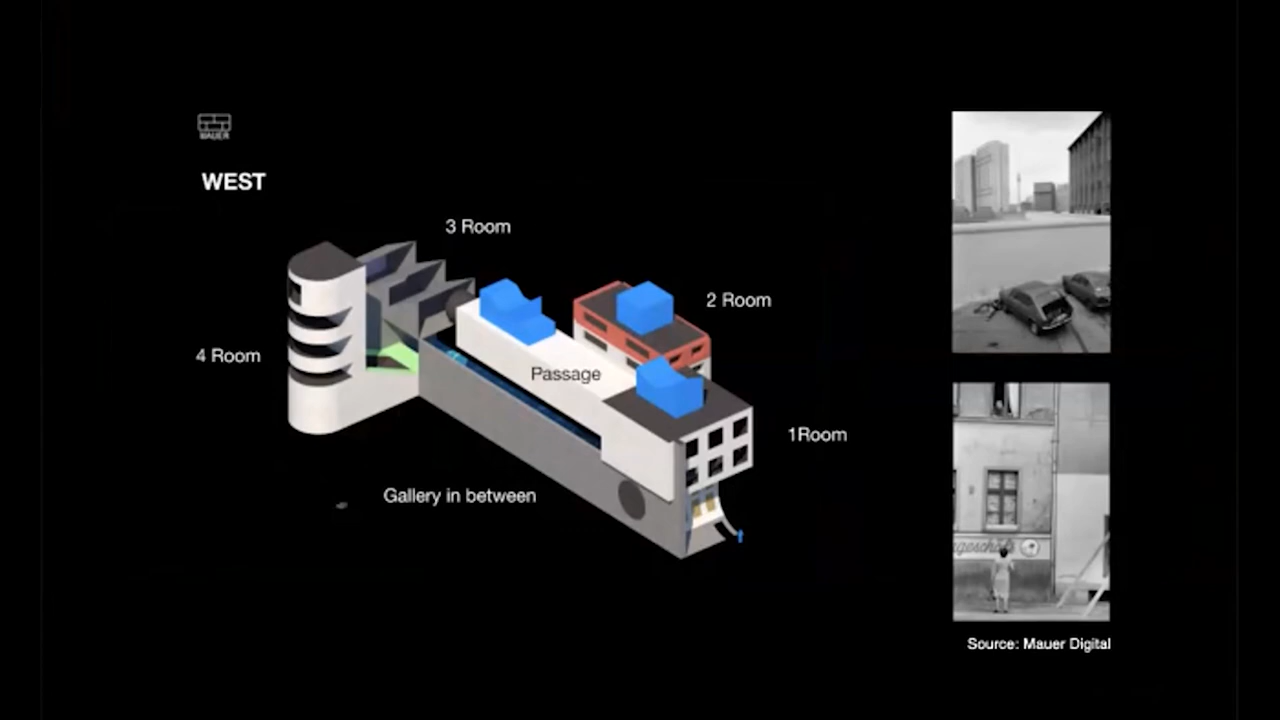 MAUER
WEST
3 Room
2 Room
4 Room
Passage
1Room
Gallery in between
Source: Mauer Digital